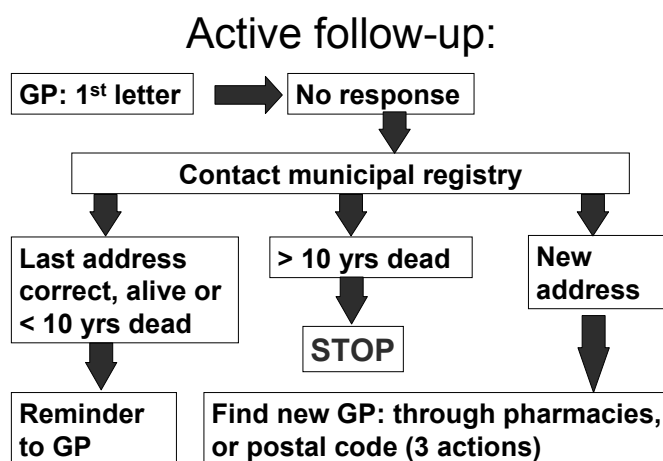 Active follow-up:
GP: 1st letter
No response
Contact municipal registry
Last address
correct, alive or
< 10 yrs dead
> 10 yrs dead
New
address
STOP
Reminder
to GP
Find new GP: through pharmacies,
or postal code (3 actions)